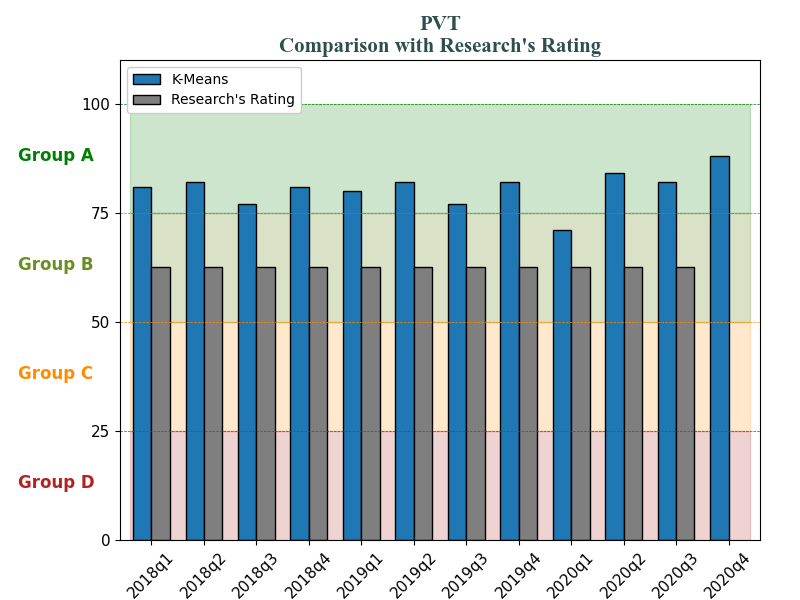 PVT
Comparison with Research's Rating
K-Means
Research's Rating
100
Group A
75
Group B
50
Group C
25
Group D
0
2018q1
2018q2
2018q3
2018q4
2019q1
2019q2
2019q3
2019q4
2020q1
2020q2
2020q3
2020q4